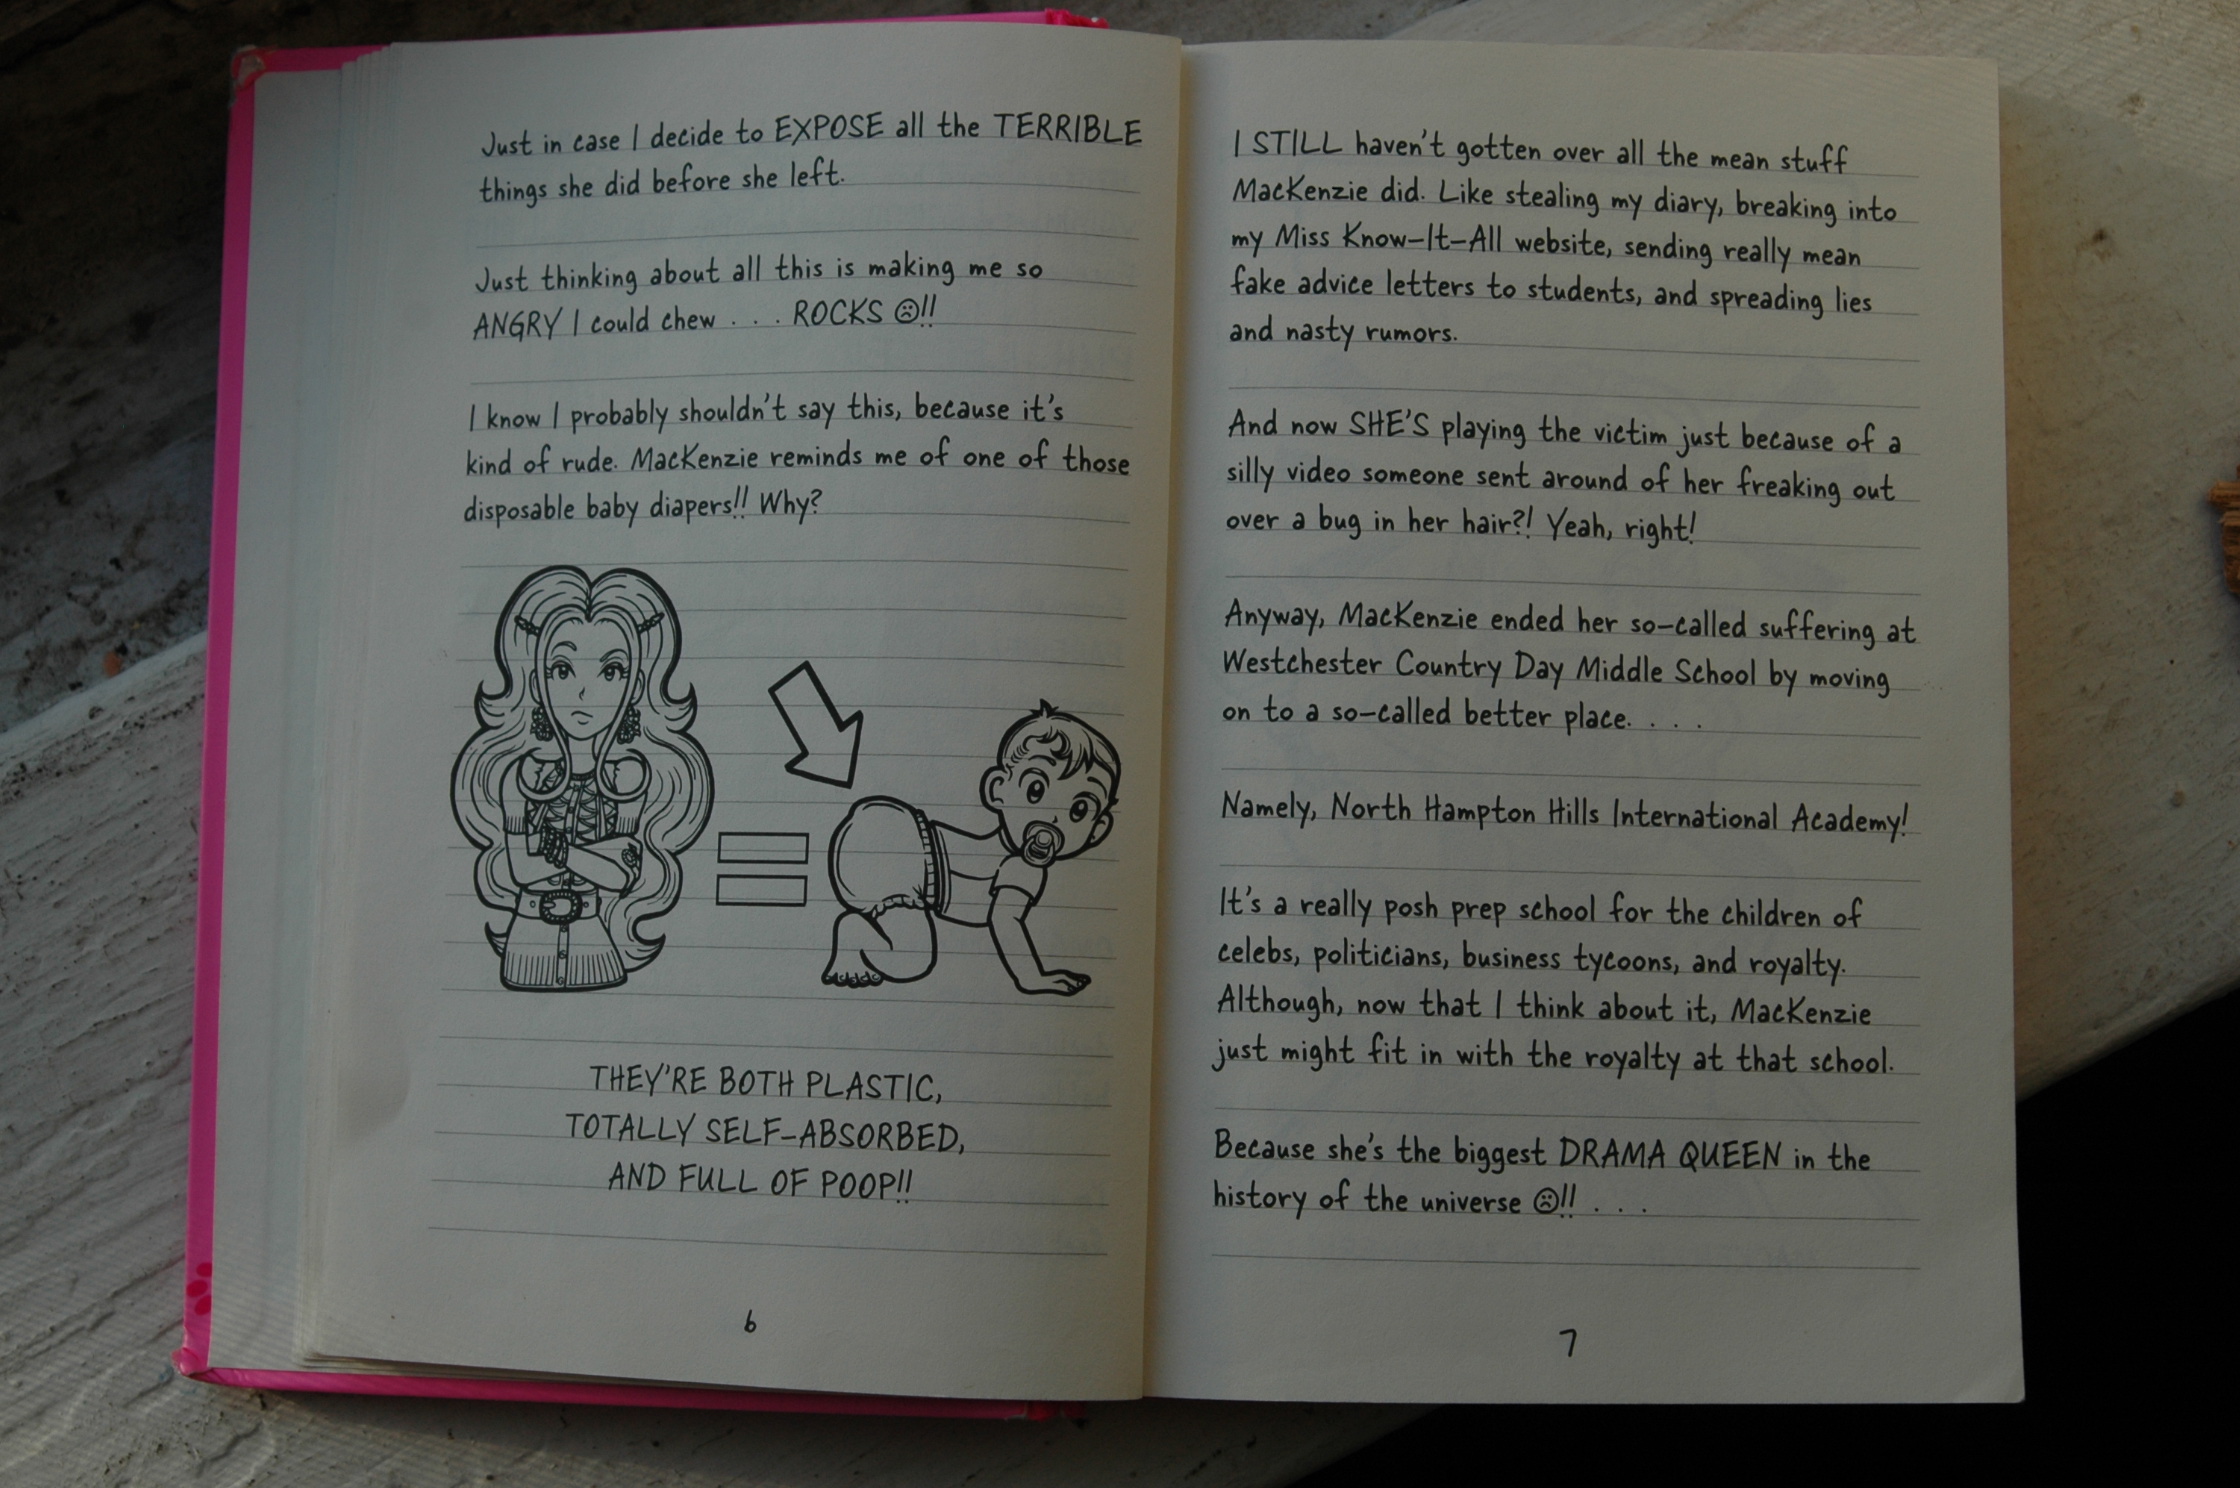 Just in case I decide to EXPOSE all the TERRIBLE
things she did before she left.
Just thinking about all this is making me so
ANGRY I could chew . . . ROCKS ☹!!
I know I probably shouldn't say this, because it's
kind of rude. MacKenzie reminds me of one of those
disposable baby diapers!! Why?
THEY'RE BOTH PLASTIC,
TOTALLY SELF-ABSORBED,
AND FULL OF POOP!!
6
I STILL haven't gotten over all the mean stuff
MacKenzie did. Like stealing my diary, breaking into
my Miss Know-It-All website, sending really mean
fake advice letters to students, and spreading lies
and nasty rumors.
And now SHE'S playing the victim just because of a
silly video someone sent around of her freaking out
over a bug in her hair?! Yeah, right!
Anyway, MacKenzie ended her so-called suffering at
Westchester Country Day Middle School by moving
on to a so-called better place. . . .
Namely, North Hampton Hills International Academy!
It's a really posh prep school for the children of
celebs, politicians, business tycoons, and royalty.
Although, now that I think about it, MacKenzie
just might fit in with the royalty at that school.
Because she's the biggest DRAMA QUEEN in the
history of the universe ☹!! . . .
7